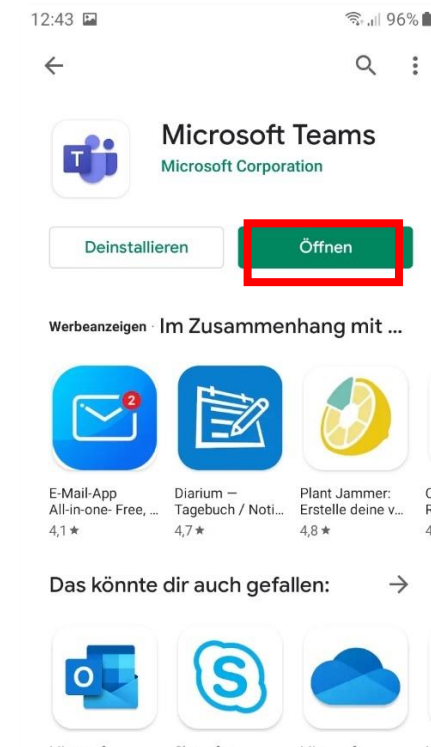 12:43 96%
Microsoft Teams
Microsoft Corporation
Deinstallieren Öffnen
Werbeanzeigen · Im Zusammenhang mit ...
2
E-Mail-App Diarium — Plant Jammer:
All-in-one- Free, ... Tagebuch / Noti... Erstelle deine v...
4,1 ★ 4,7 ★ 4,8 ★
Das könnte dir auch gefallen: →